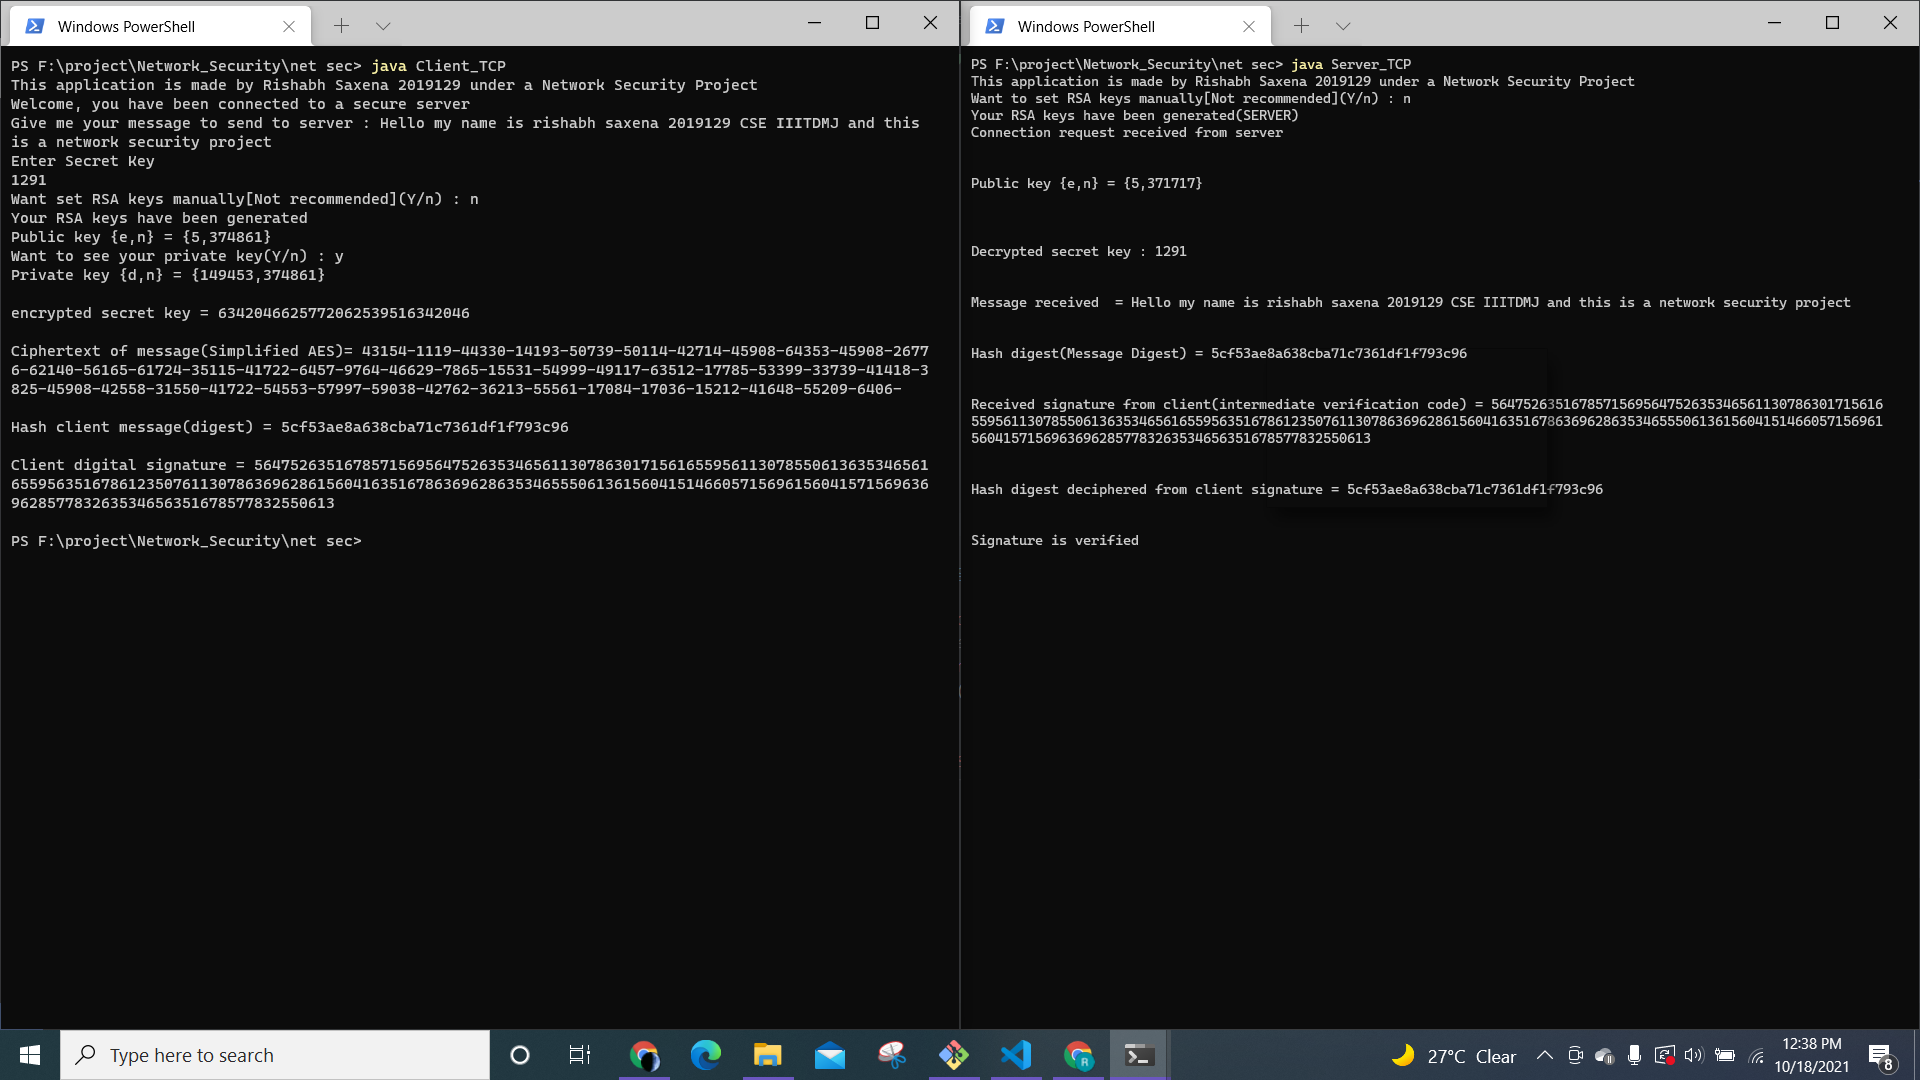 Windows PowerShell
PS F:\project\Network_Security\net sec> java Client_TCP
This application is made by Rishabh Saxena 2019129 under a Network Security Project
Welcome, you have been connected to a secure server
Give me your message to send to server : Hello my name is rishabh saxena 2019129 CSE IIITDMJ and this
is a network security project
Enter Secret Key
1291
Want set RSA keys manually[Not recommended](Y/n) : n
Your RSA keys have been generated
Public key {e,n} = {5,374861}
Want to see your private key(Y/n) : y
Private key {d,n} = {149453,374861}
encrypted secret key = 6342046625772062539516342046
Ciphertext of message(Simplified AES)= 43154-1119-44330-14193-50739-50114-42714-45908-64353-45908-2677
6-62140-56165-61724-35115-41722-6457-9764-46629-7865-15531-54999-49117-63512-17785-53399-33739-41418-3
825-45908-42558-31550-41722-54553-57997-59038-42762-36213-55561-17084-17036-15212-41648-55209-6406-
Hash client message(digest) = 5cf53ae8a638cba71c7361df1f793c96
Client digital signature = 564752635167857156956475263534656113078630171561655956113078550613635346561
655956351678612350761130786369628615604163516786369628635346555061361560415146605715696156041571569636
962857783263534656351678577832550613
PS F:\project\Network_Security\net sec>
Windows PowerShell
PS F:\project\Network_Security\net sec> java Server_TCP
This application is made by Rishabh Saxena 2019129 under a Network Security Project
Want to set RSA keys manually[Not recommended](Y/n) : n
Your RSA keys have been generated(SERVER)
Connection request received from server
Public key {e,n} = {5,371717}
Decrypted secret key : 1291
Message received  = Hello my name is rishabh saxena 2019129 CSE IIITDMJ and this is a network security project
Hash digest(Message Digest) = 5cf53ae8a638cba71c7361df1f793c96
Received signature from client(intermediate verification code) = 5647526351678571569564752635346561130786301715616
559561130785506136353465616559563516786123507611307863696286156041635167863696286353465550613615604151466057156961
56041571569636962857783263534656351678577832550613
Hash digest deciphered from client signature = 5cf53ae8a638cba71c7361df1f793c96
Signature is verified
Type here to search
27°C Clear
12:38 PM
10/18/2021
8